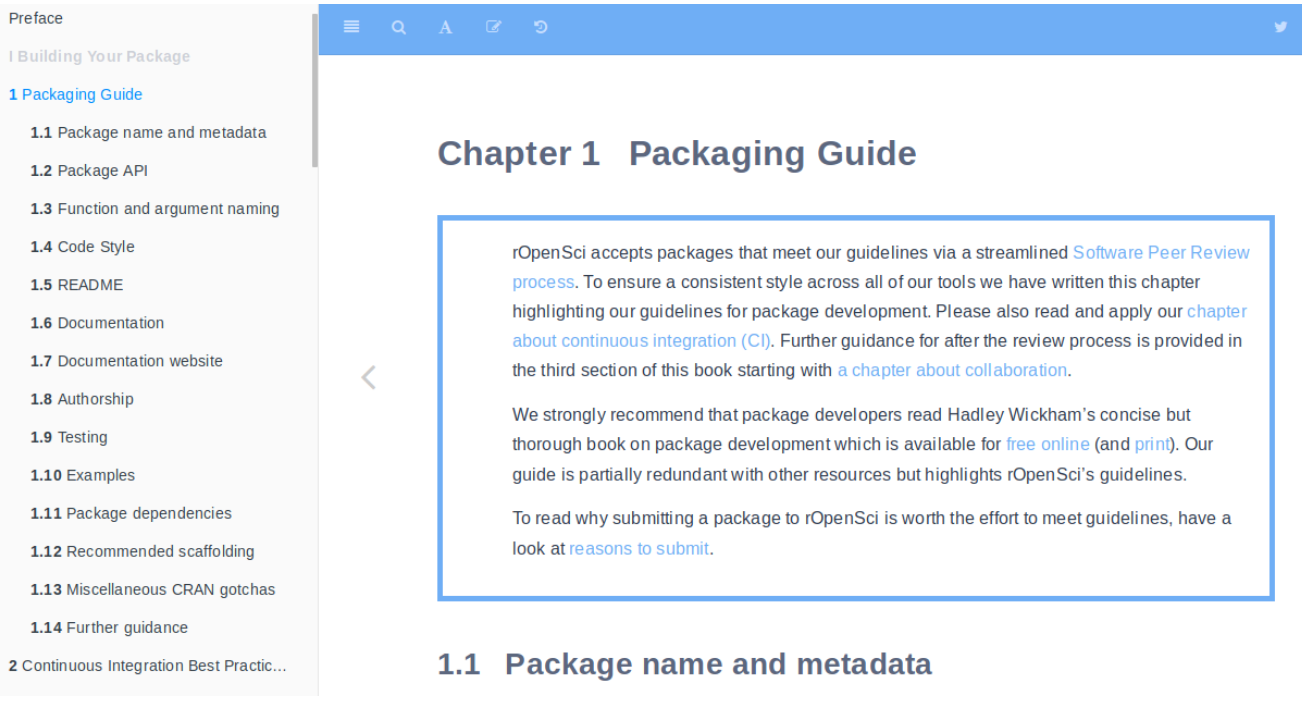 Preface
I Building Your Package
1 Packaging Guide
1.1 Package name and metadata
1.2 Package API
1.3 Function and argument naming
1.4 Code Style
1.5 README
1.6 Documentation
1.7 Documentation website
1.8 Authorship
1.9 Testing
1.10 Examples
1.11 Package dependencies
1.12 Recommended scaffolding
1.13 Miscellaneous CRAN gotchas
1.14 Further guidance
2 Continuous Integration Best Practic...
A
Chapter 1 Packaging Guide
rOpenSci accepts packages that meet our guidelines via a streamlined Software Peer Review
process. To ensure a consistent style across all of our tools we have written this chapter
highlighting our guidelines for package development. Please also read and apply our chapter
about continuous integration (CI). Further guidance for after the review process is provided in
the third section of this book starting with a chapter about collaboration.
We strongly recommend that package developers read Hadley Wickham’s concise but
thorough book on package development which is available for free online (and print). Our
guide is partially redundant with other resources but highlights rOpenSci’s guidelines.
To read why submitting a package to rOpenSci is worth the effort to meet guidelines, have a
look at reasons to submit.
1.1 Package name and metadata